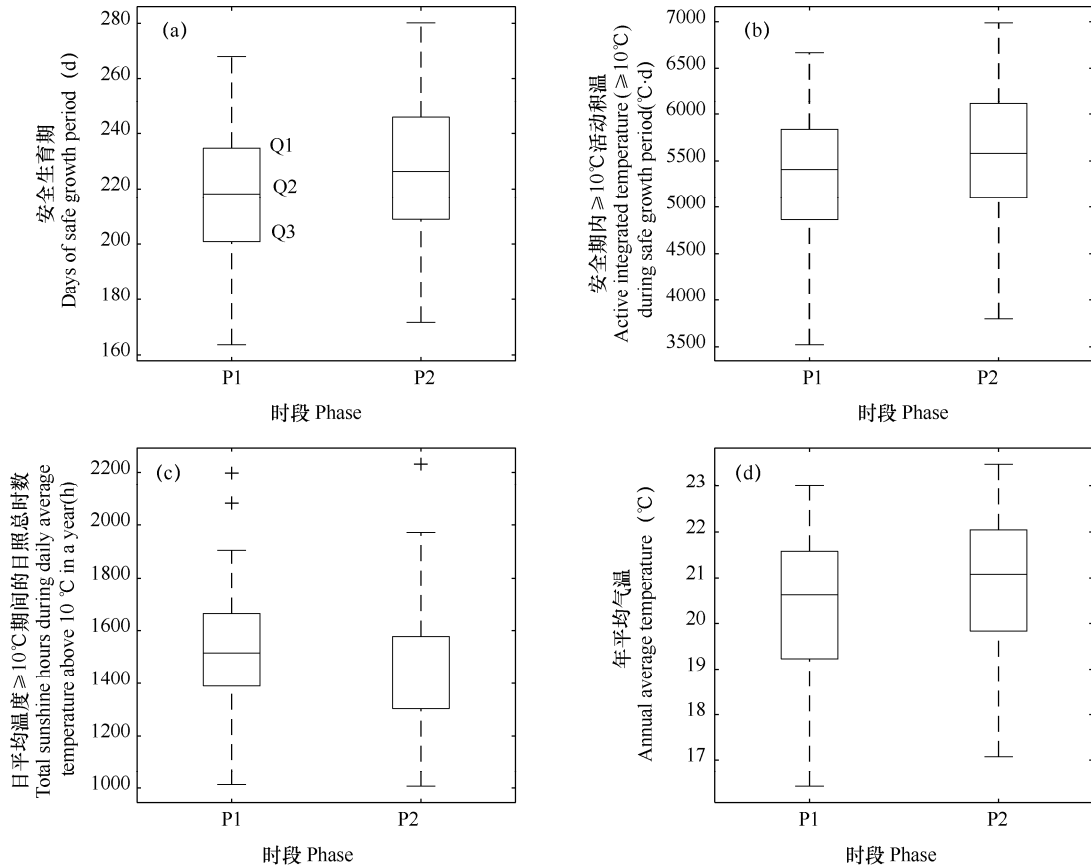 安全生育期
Days of safe growth period (d)
(a)
280
260
240
220
200
180
160
Q1
Q2
Q3
P1
P2
时段 Phase
安全期内≥10℃活动积温
Active integrated temperature(≥10℃)
during safe growth period(℃·d)
(b)
7000
6500
6000
5500
5000
4500
4000
3500
P1
P2
时段 Phase
日平均温度≥10℃期间的日照总时数
Total sunshine hours during daily average
temperature above 10 ℃ in a year(h)
(c)
2200
2000
1800
1600
1400
1200
1000
P1
P2
时段 Phase
年平均气温
Annual average temperature (℃)
(d)
23
22
21
20
19
18
17
P1
P2
时段 Phase